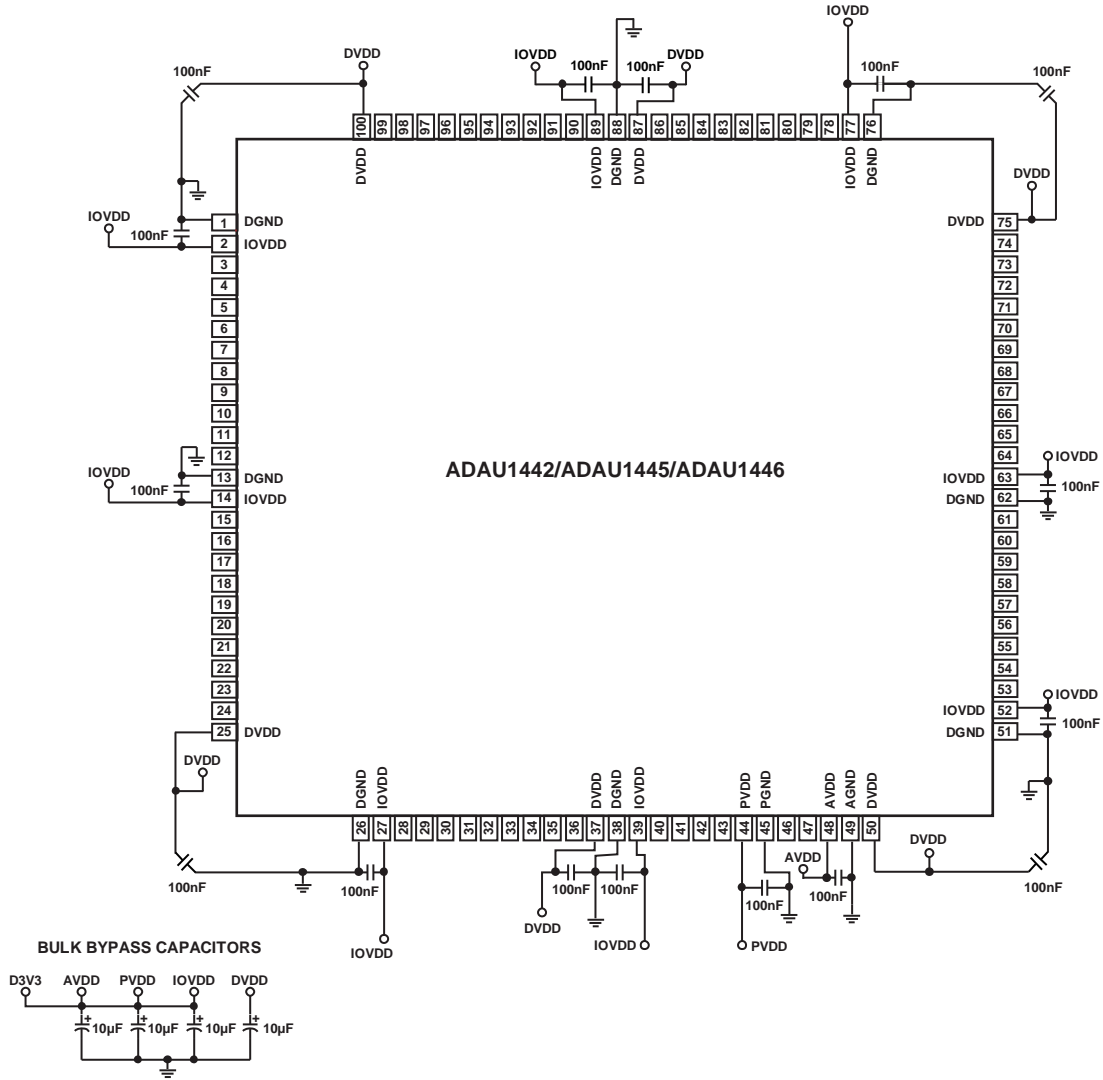 IOVDD
DVDD
IOVDD
DVDD
100nF
100nF
100nF
100nF
100nF
100 99 98 97 96 95 94 93 92 91 90 89 88 87 86 85 84 83 82 81 80 79 78 77 76
DVDD
IOVDD
DGND
DVDD
IOVDD
DGND
DVDD
IOVDD
100nF
1 DGND
2 IOVDD
3
4
5
6
7
8
9
10
11
12
IOVDD
100nF
13 DGND
14 IOVDD
15
16
17
18
19
20
21
22
23
24
25 DVDD
DVDD
ADAU1442/ADAU1445/ADAU1446
DVDD 75
74
73
72
71
70
69
68
67
66
65
64
IOVDD
IOVDD 63
100nF
DGND 62
61
60
59
58
57
56
55
54
53
IOVDD
IOVDD 52
100nF
DGND 51
DGND
IOVDD
DVDD
DGND
IOVDD
PVDD
PGND
AVDD
AGND
DVDD
26 27 28 29 30 31 32 33 34 35 36 37 38 39 40 41 42 43 44 45 46 47 48 49 50
DVDD
AVDD
100nF
100nF
100nF
100nF
100nF
100nF
100nF
DVDD
IOVDD
IOVDD
PVDD
BULK BYPASS CAPACITORS
D3V3 AVDD PVDD IOVDD DVDD
+ + + +
10µF 10µF 10µF 10µF